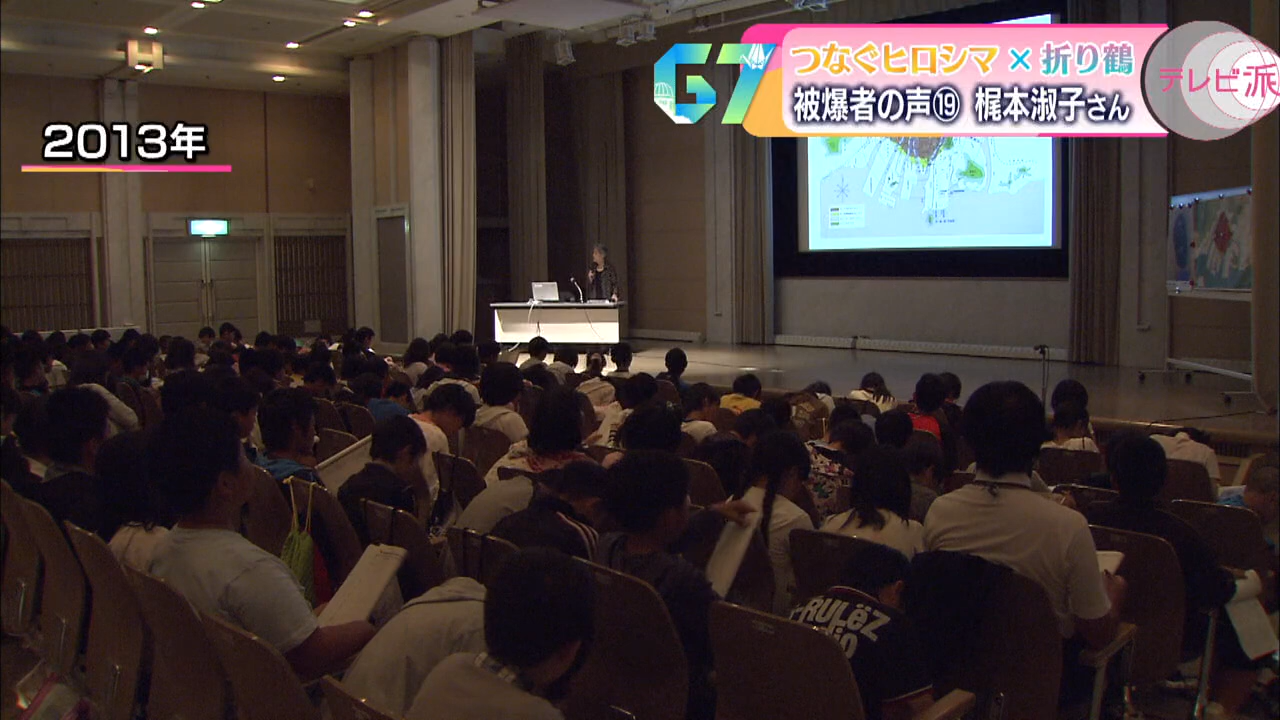 2013年
G7
つなぐヒロシマ×折り鶴
被爆者の声⑲ 梶本淑子さん
テレビ派
RULёZ